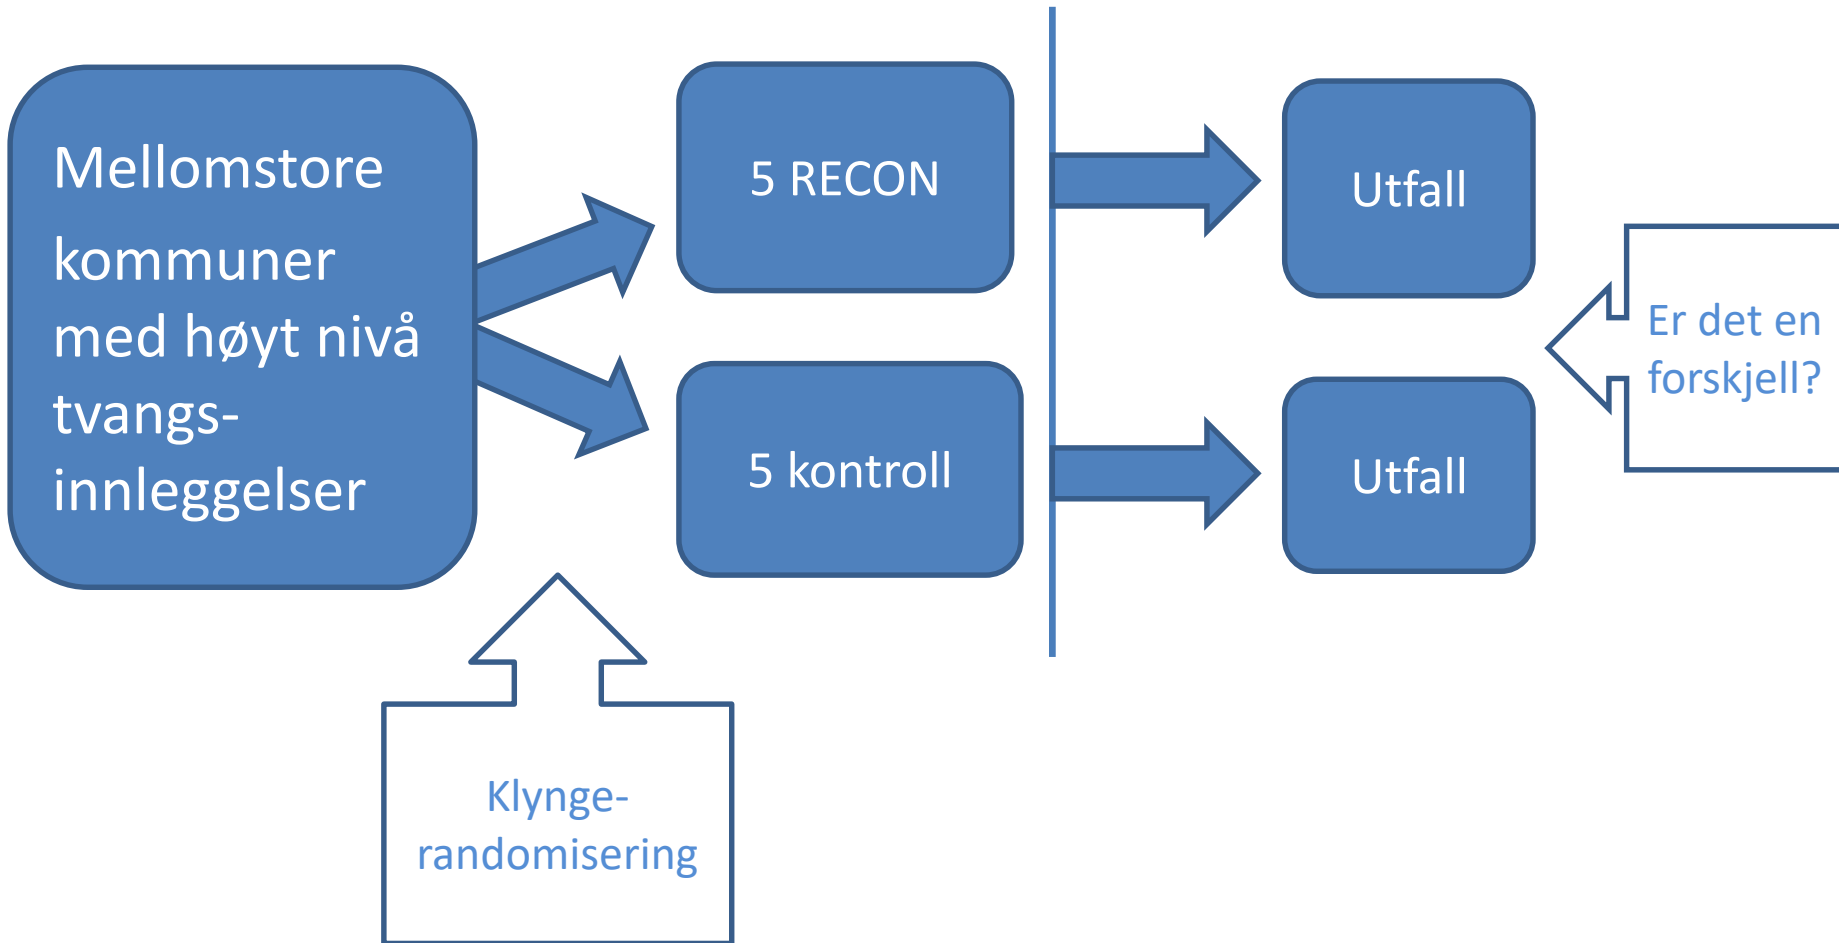 Mellomstore
kommuner
med høyt nivå
tvangs-
innleggelser
5 RECON
5 kontroll
Utfall
Utfall
Er det en
forskjell?
Klynge-
randomisering